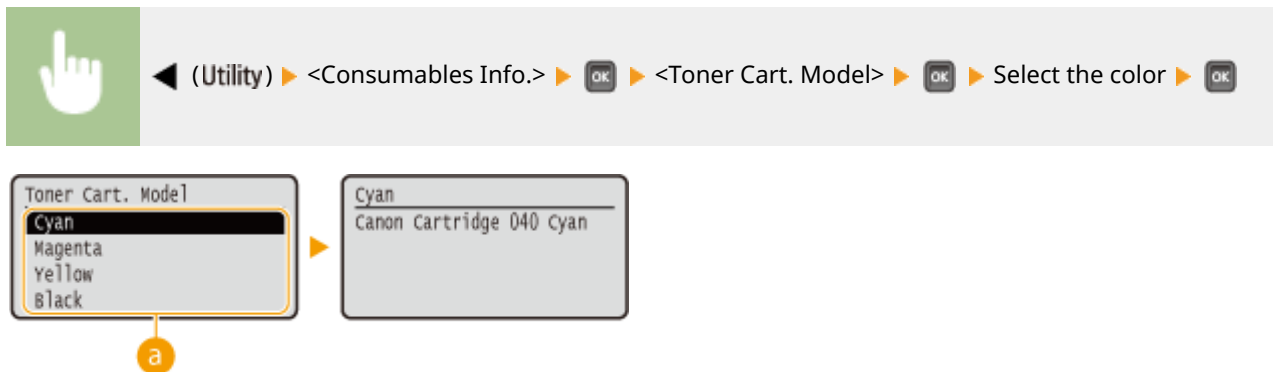 (Utility) <Consumables Info.> OK <Toner Cart. Model> OK Select the color OK
Toner Cart. Model
Cyan
Magenta
Yellow
Black
Cyan
Canon Cartridge 040 Cyan
a